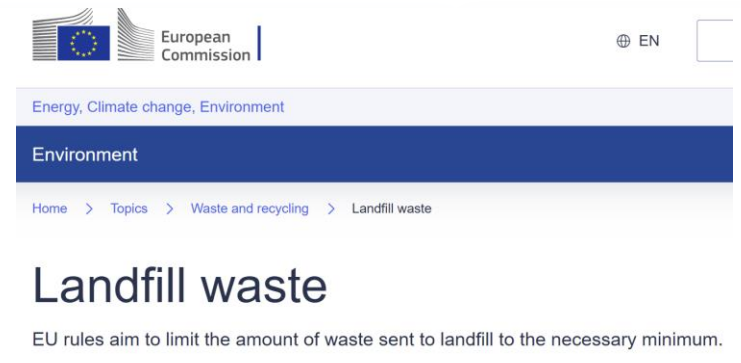 European
Commission
EN
Energy, Climate change, Environment
Environment
Home > Topics > Waste and recycling > Landfill waste
Landfill waste
EU rules aim to limit the amount of waste sent to landfill to the necessary minimum.